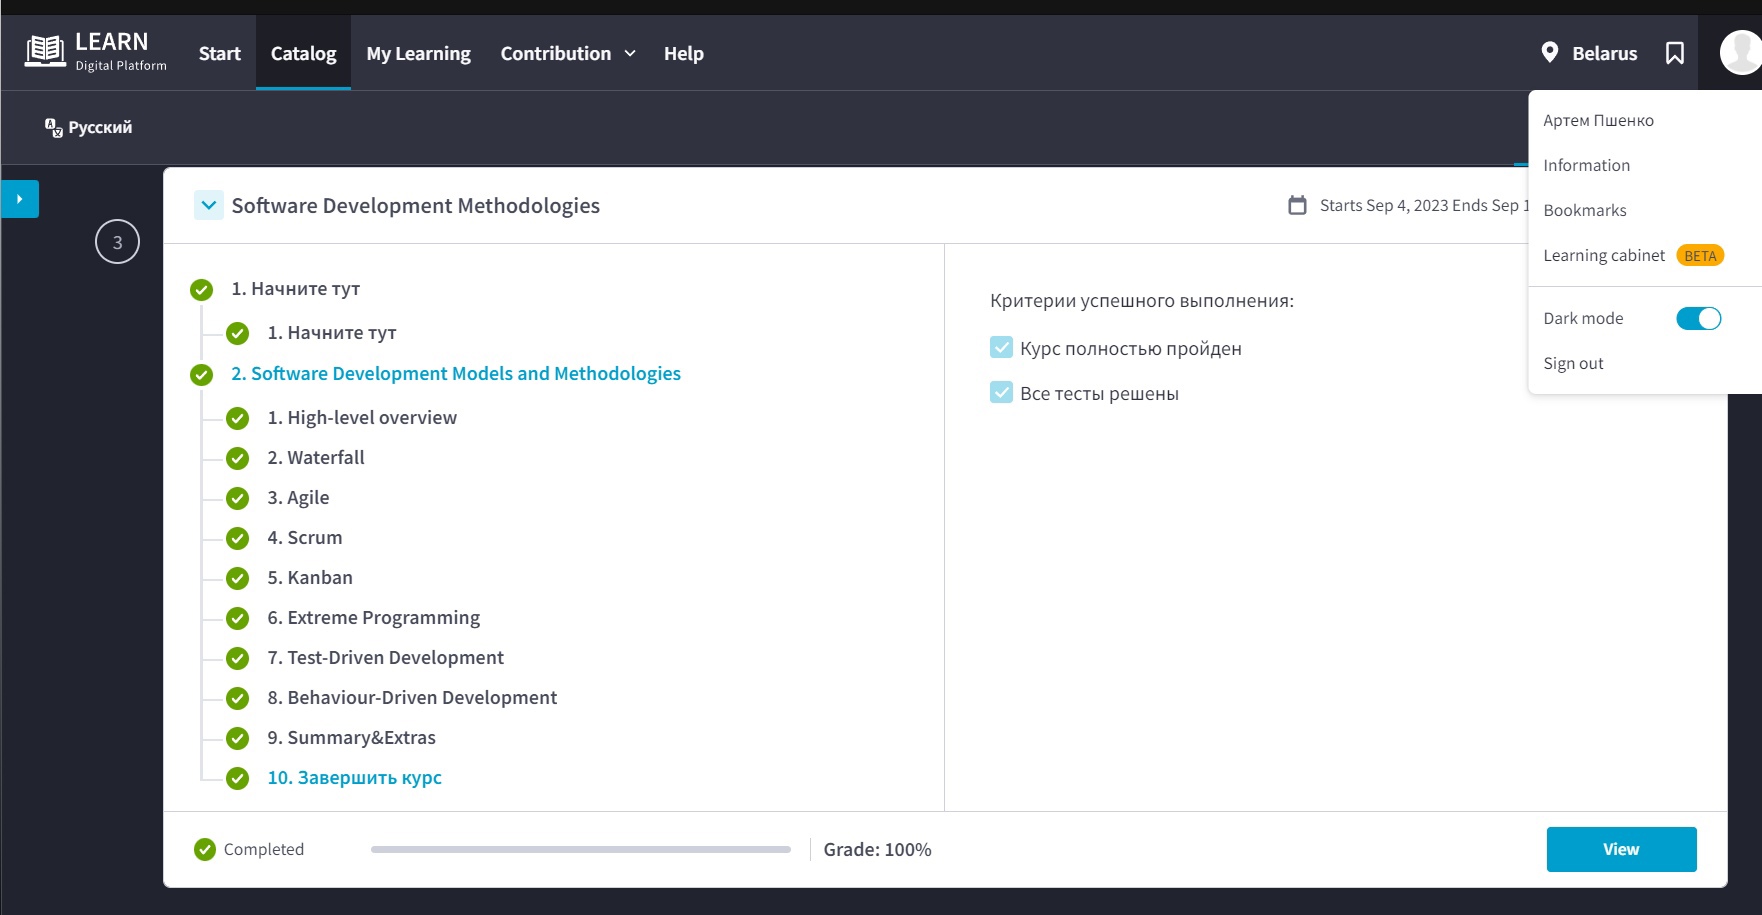 LEARN
Digital Platform
Start
Catalog
My Learning
Contribution
Help
Belarus
Русский
Артем Пшенко
Information
Bookmarks
Learning cabinet BETA
Dark mode
Sign out
3
Software Development Methodologies
Starts Sep 4, 2023 Ends Sep 1
1. Начните тут
1. Начните тут
2. Software Development Models and Methodologies
1. High-level overview
2. Waterfall
3. Agile
4. Scrum
5. Kanban
6. Extreme Programming
7. Test-Driven Development
8. Behaviour-Driven Development
9. Summary&Extras
10. Завершить курс
Критерии успешного выполнения:
Курс полностью пройден
Все тесты решены
Completed
Grade: 100%
View